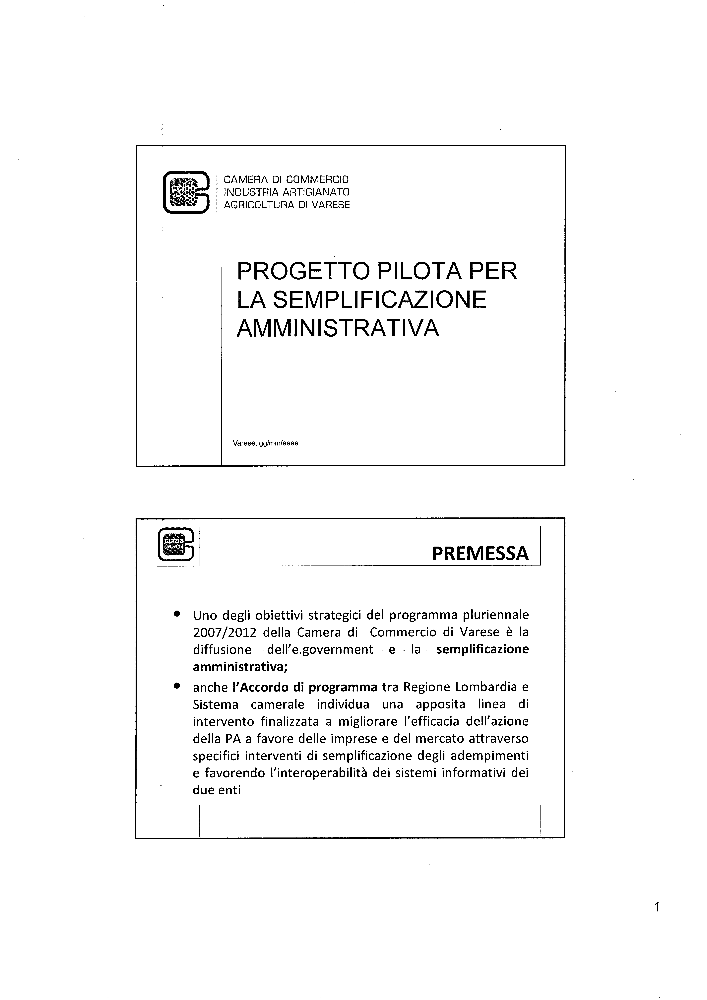 cciaa
varese
CAMERA DI COMMERCIO
INDUSTRIA ARTIGIANATO
AGRICOLTURA DI VARESE
PROGETTO PILOTA PER
LA SEMPLIFICAZIONE
AMMINISTRATIVA
Varese, gg/mm/aaaa
cciaa
varese
PREMESSA
• Uno degli obiettivi strategici del programma pluriennale
2007/2012 della Camera di Commercio di Varese è la
diffusione dell'e.government e la semplificazione
amministrativa;
• anche l'Accordo di programma tra Regione Lombardia e
Sistema camerale individua una apposita linea di
intervento finalizzata a migliorare l'efficacia dell'azione
della PA a favore delle imprese e del mercato attraverso
specifici interventi di semplificazione degli adempimenti
e favorendo l'interoperabilità dei sistemi informativi dei
due enti
1